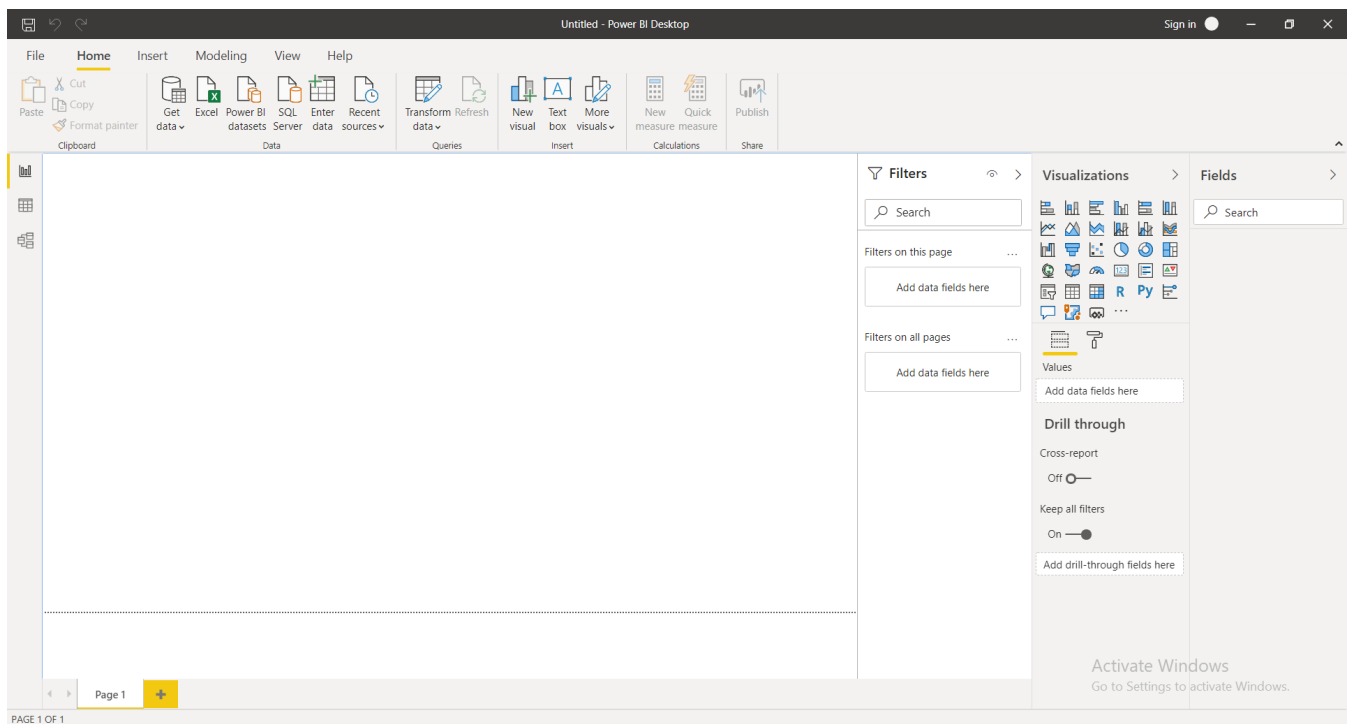 Untitled - Power BI Desktop
Sign in
File Home Insert Modeling View Help
Paste
Cut
Copy
Format painter
Clipboard
Get data
Excel
Power BI datasets
SQL Server
Enter data
Recent sources
Data
Transform data
Refresh
Queries
New visual
Text box
More visuals
Insert
New measure
Quick measure
Calculations
Publish
Share
Filters
Search
Filters on this page ...
Add data fields here
Filters on all pages ...
Add data fields here
Visualizations
123
R Py
...
Values
Add data fields here
Drill through
Cross-report
Off
Keep all filters
On
Add drill-through fields here
Fields
Search
Activate Windows
Go to Settings to activate Windows.
Page 1 +
PAGE 1 OF 1